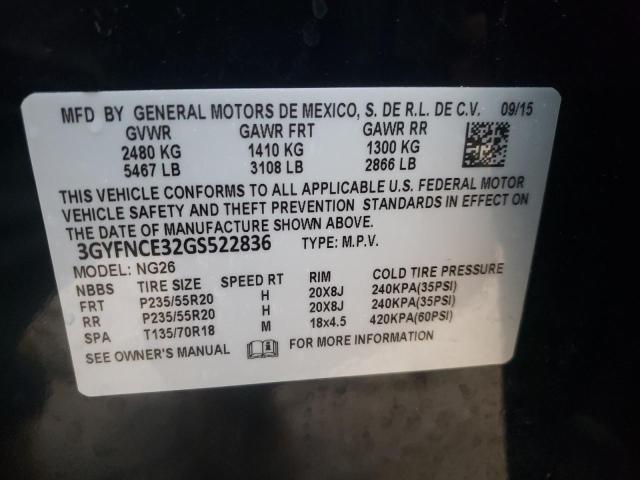 MFD BY GENERAL MOTORS DE MEXICO, S. DE R.L. DE C.V. 09/15
GVWR GAWR FRT GAWR RR
2480 KG 1410 KG 1300 KG
5467 LB 3108 LB 2866 LB
THIS VEHICLE CONFORMS TO ALL APPLICABLE U.S. FEDERAL MOTOR
VEHICLE SAFETY AND THEFT PREVENTION STANDARDS IN EFFECT ON
THE DATE OF MANUFACTURE SHOWN ABOVE.
3GYFNCE32GS522836 TYPE: M.P.V.
MODEL: NG26
NBBS TIRE SIZE SPEED RT RIM COLD TIRE PRESSURE
FRT P235/55R20 H 20X8J 240KPA(35PSI)
RR P235/55R20 H 20X8J 240KPA(35PSI)
SPA T135/70R18 M 18x4.5 420KPA(60PSI)
SEE OWNER'S MANUAL FOR MORE INFORMATION